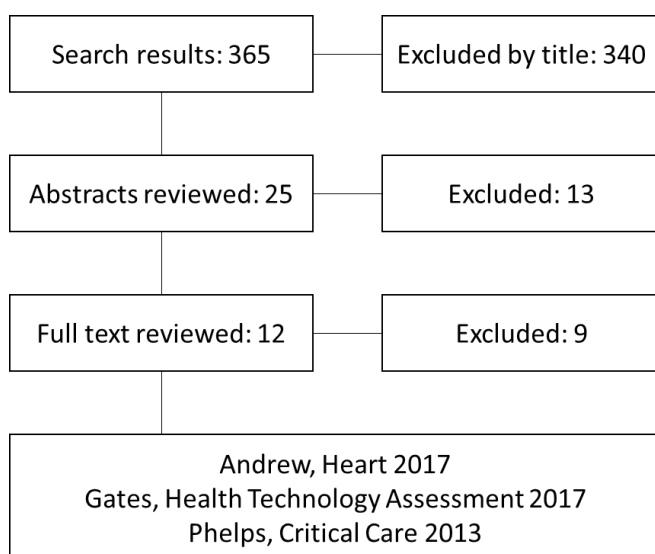 Search results: 365
Excluded by title: 340
Abstracts reviewed: 25
Excluded: 13
Full text reviewed: 12
Excluded: 9
Andrew, Heart 2017
Gates, Health Technology Assessment 2017
Phelps, Critical Care 2013